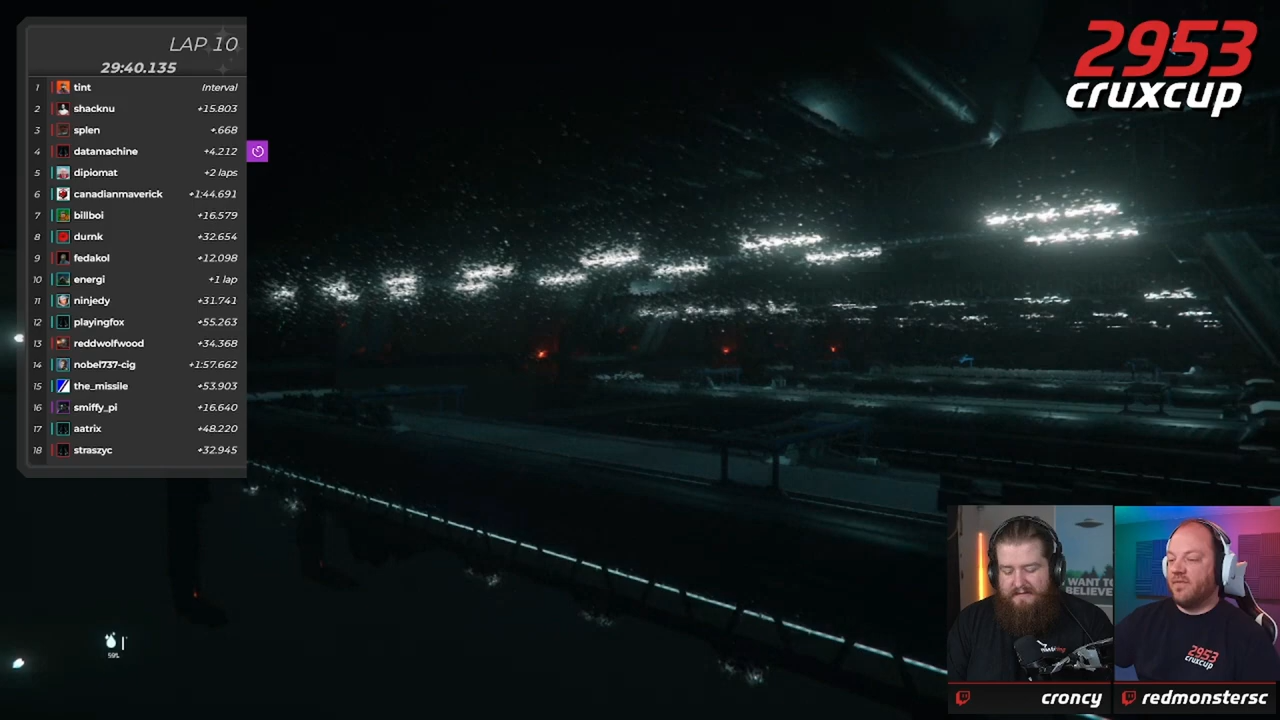 LAP 10
29:40.135
1 tint Interval
2 shacknu +15.803
3 splen +.668
4 datamachine +4.212
5 dipiomat +2 laps
6 canadianmaverick +1:44.691
7 billboi +16.579
8 durnk +32.654
9 fedakol +12.098
10 energi +1 lap
11 ninjedy +31.741
12 playingfox +55.263
13 reddwolfwood +34.368
14 nobel737-cig +1:57.662
15 the_missile +53.903
16 smiffy_pi +16.640
17 aatrix +48.220
18 straszyc +32.945
2953
cruxcup
WANT TO
BELIEVE
2953
cruxcup
croncy
redmonstersc